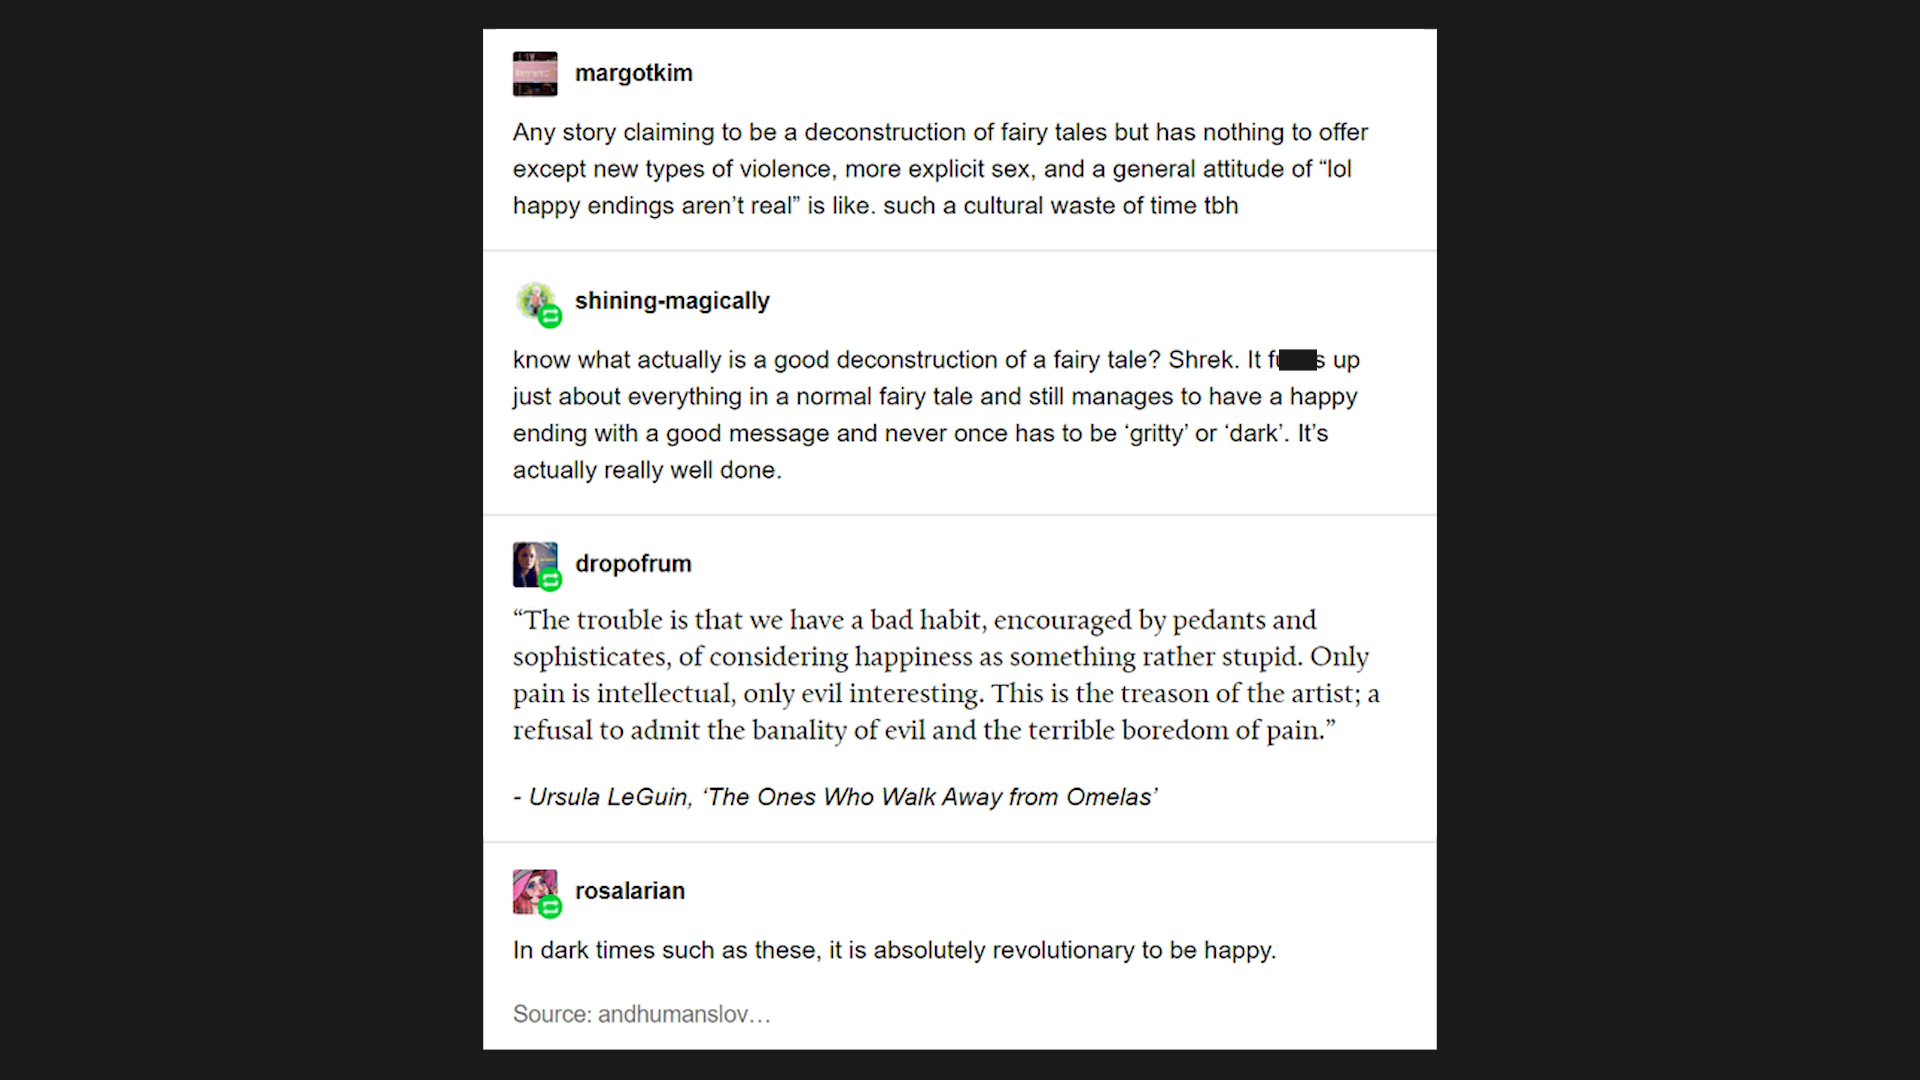 margotkim
Any story claiming to be a deconstruction of fairy tales but has nothing to offer
except new types of violence, more explicit sex, and a general attitude of “lol
happy endings aren’t real” is like. such a cultural waste of time tbh
shining-magically
know what actually is a good deconstruction of a fairy tale? Shrek. It f s up
just about everything in a normal fairy tale and still manages to have a happy
ending with a good message and never once has to be ‘gritty’ or ‘dark’. It’s
actually really well done.
dropofrum
“The trouble is that we have a bad habit, encouraged by pedants and
sophisticates, of considering happiness as something rather stupid. Only
pain is intellectual, only evil interesting. This is the treason of the artist; a
refusal to admit the banality of evil and the terrible boredom of pain.”
- Ursula LeGuin, ‘The Ones Who Walk Away from Omelas’
rosalarian
In dark times such as these, it is absolutely revolutionary to be happy.
Source: andhumanslov…